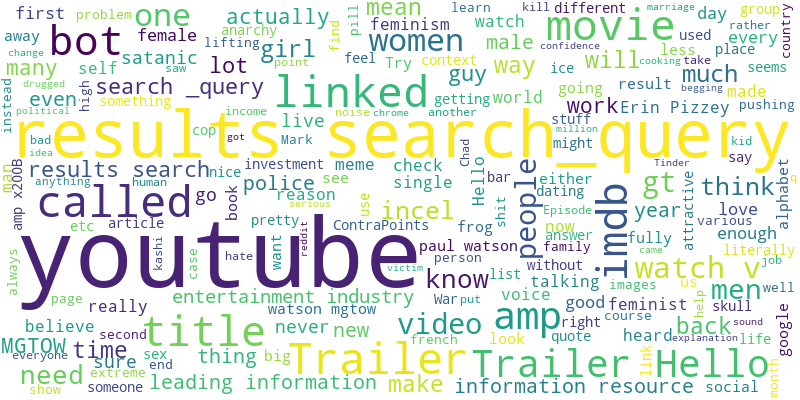 first problem one actually mean learn kill different marriage rather group
away female lifting anarchy bot girl pill feminism watch movie day country
change satanic find women male less used place every
many self saw lot Try context will seems
drugged feel ice much
instead even high search _query guy way result take confidence cooking
something point linked getting world going made begging pushing
political cop live noise chrome another work Erin Pizzey
bad income stuff million
idea results search_query kid
man got Mark might say Tinder
results search nice investment meme check bar Chad people think
anything human police see single Hello either gt
amp x200B called go book reason use incel shit dating imdb year love alphabet q
etc article pretty ContraPoints frog now Episode answer attractive various
kashi hate serious reddit want paul watson family fully enough
always case youtube victim person without literally
know list talking images watch v job
page entertainment industry voice War put us well
really watson mgtow good feminist men
believe second title never new video amp right course back skull help google
MGTOW time french quote heard sound
everyone sure sex thing big Trailer look Trailer Hello explanation life
need someone end link month
show extreme leading information make information resource social came